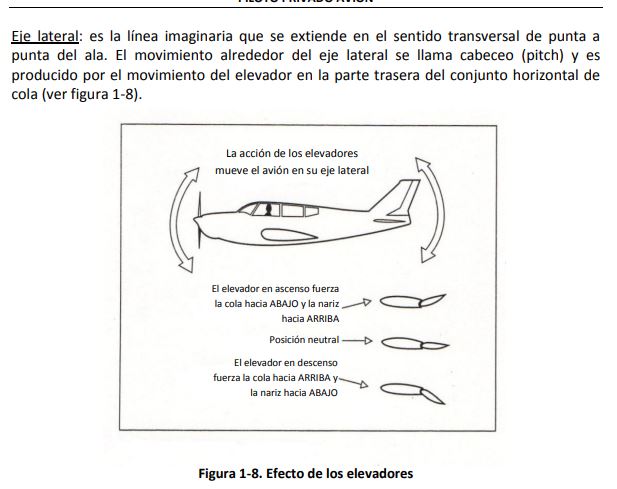 Eje lateral: es la línea imaginaria que se extiende en el sentido transversal de punta a
punta del ala. El movimiento alrededor del eje lateral se llama cabeceo (pitch) y es
producido por el movimiento del elevador en la parte trasera del conjunto horizontal de
cola (ver figura 1-8).
La acción de los elevadores
mueve el avión en su eje lateral
El elevador en ascenso fuerza
la cola hacia ABAJO y la nariz
hacia ARRIBA
Posición neutral
El elevador en descenso
fuerza la cola hacia ARRIBA y
la nariz hacia ABAJO
Figura 1-8. Efecto de los elevadores